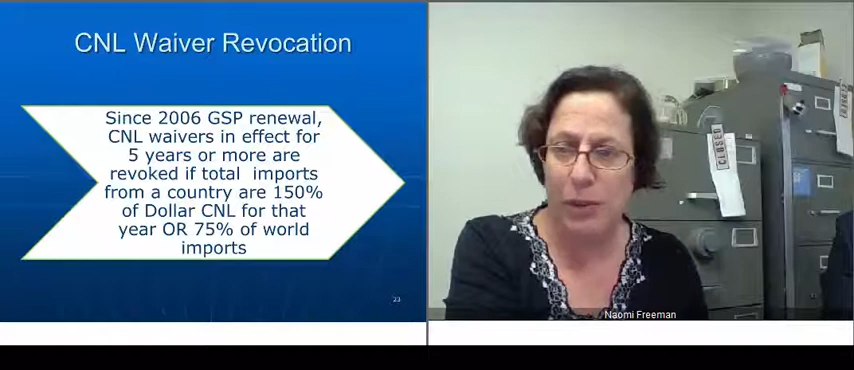 CNL Waiver Revocation
Since 2006 GSP renewal,
CNL waivers in effect for
5 years or more are
revoked if total imports
from a country are 150%
of Dollar CNL for that
year OR 75% of world
imports
23
CLOSED
Naomi Freeman